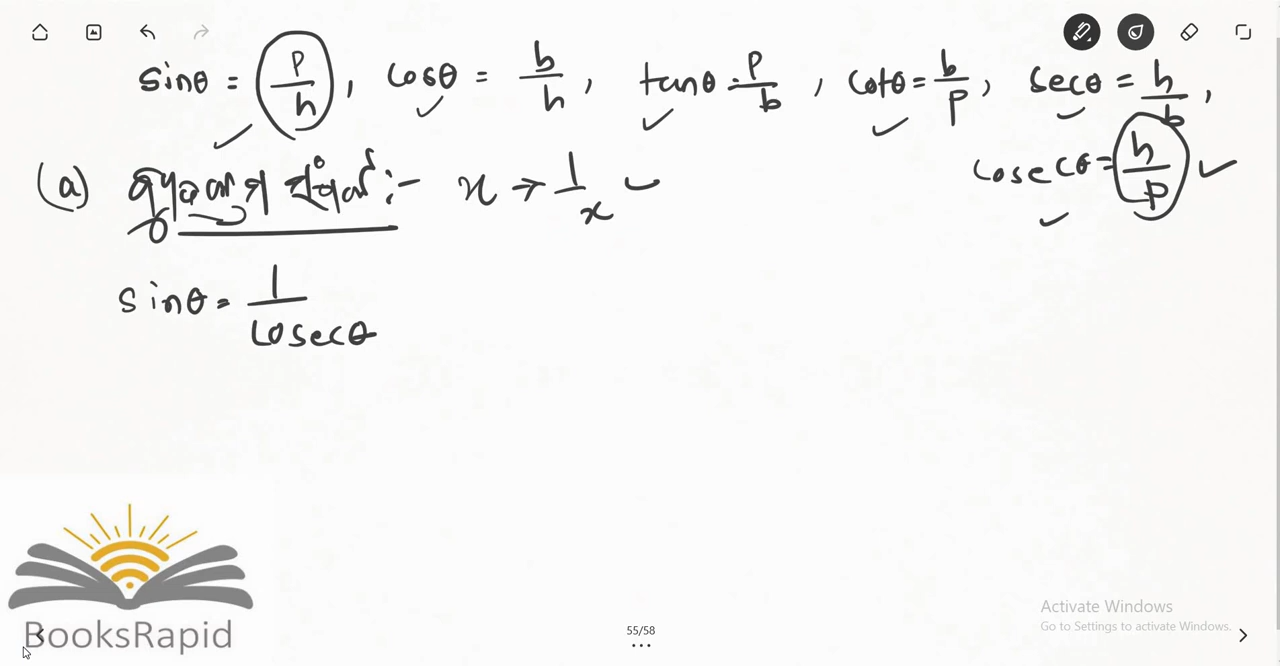 sinθ = p/h, cosθ = b/h, tanθ = p/b, cotθ = b/p, secθ = h/b,
cosecθ = h/p
(a) :- x → 1/x
sinθ = 1/cosecθ
BooksRapid
55/58
Activate Windows
Go to Settings to activate Windows.